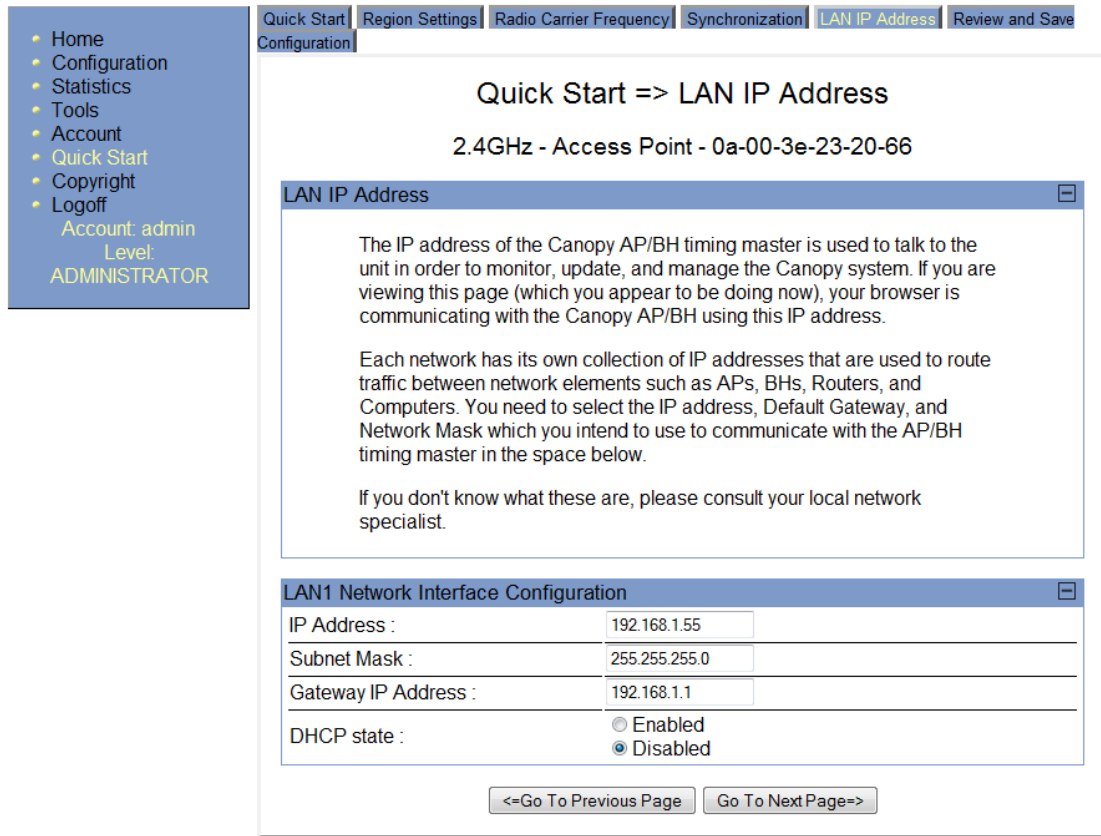 Home
Configuration
Statistics
Tools
Account
Quick Start
Copyright
Logoff
Account: admin
Level:
ADMINISTRATOR
Quick Start Region Settings Radio Carrier Frequency Synchronization LAN IP Address Review and Save
Configuration
Quick Start => LAN IP Address
2.4GHz - Access Point - 0a-00-3e-23-20-66
LAN IP Address
The IP address of the Canopy AP/BH timing master is used to talk to the
unit in order to monitor, update, and manage the Canopy system. If you are
viewing this page (which you appear to be doing now), your browser is
communicating with the Canopy AP/BH using this IP address.
Each network has its own collection of IP addresses that are used to route
traffic between network elements such as APs, BHs, Routers, and
Computers. You need to select the IP address, Default Gateway, and
Network Mask which you intend to use to communicate with the AP/BH
timing master in the space below.
If you don't know what these are, please consult your local network
specialist.
LAN1 Network Interface Configuration
IP Address : 192.168.1.55
Subnet Mask : 255.255.255.0
Gateway IP Address : 192.168.1.1
DHCP state : Enabled
Disabled
<=Go To Previous Page Go To Next Page=>